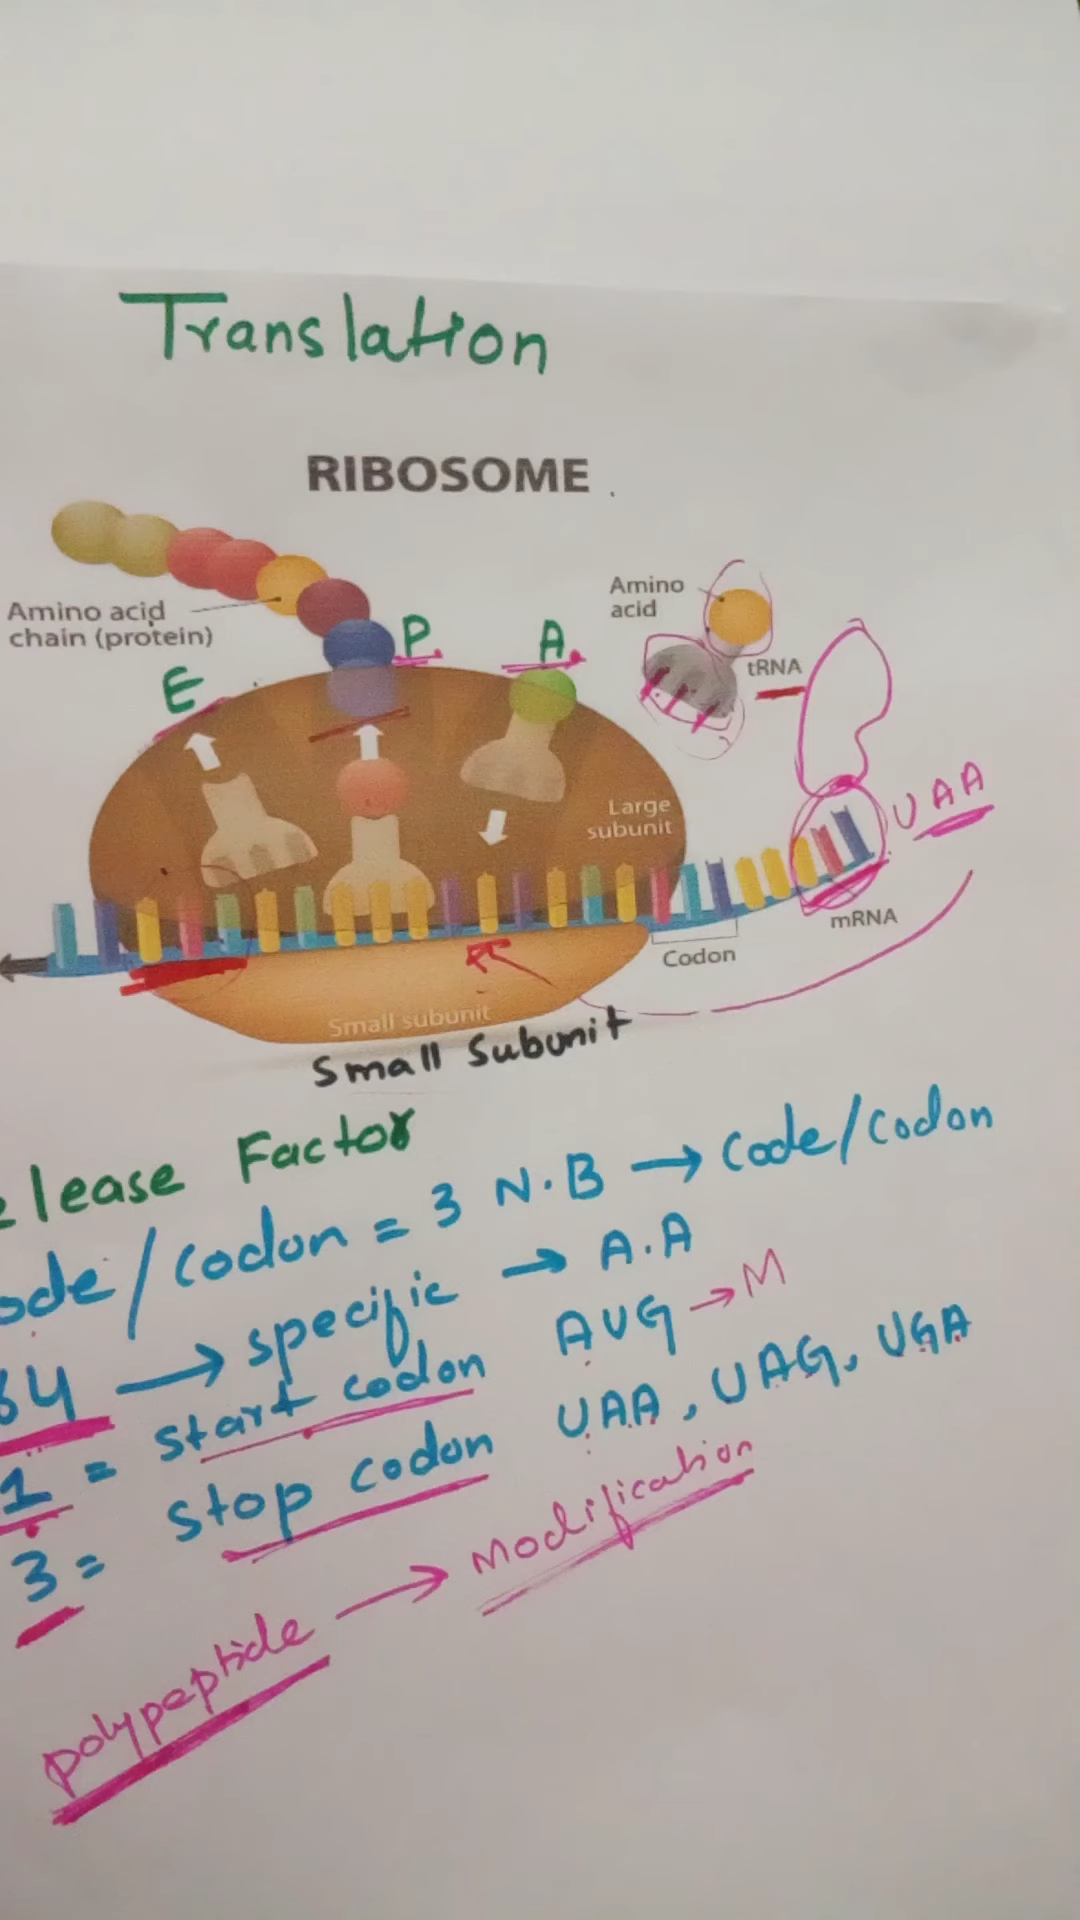 Translation
RIBOSOME
Amino acid
chain (protein)
Amino
acid
tRNA
E
P
A
Large
subunit
UAA
mRNA
Codon
Small subunit
Small Subunit
elease Factor
ode/codon = 3 N.B → code/codon
64 → specific → A.A
1 = start codon AUG → M
3 = stop codon UAA, UAG, UGA
polypeptide → Modification